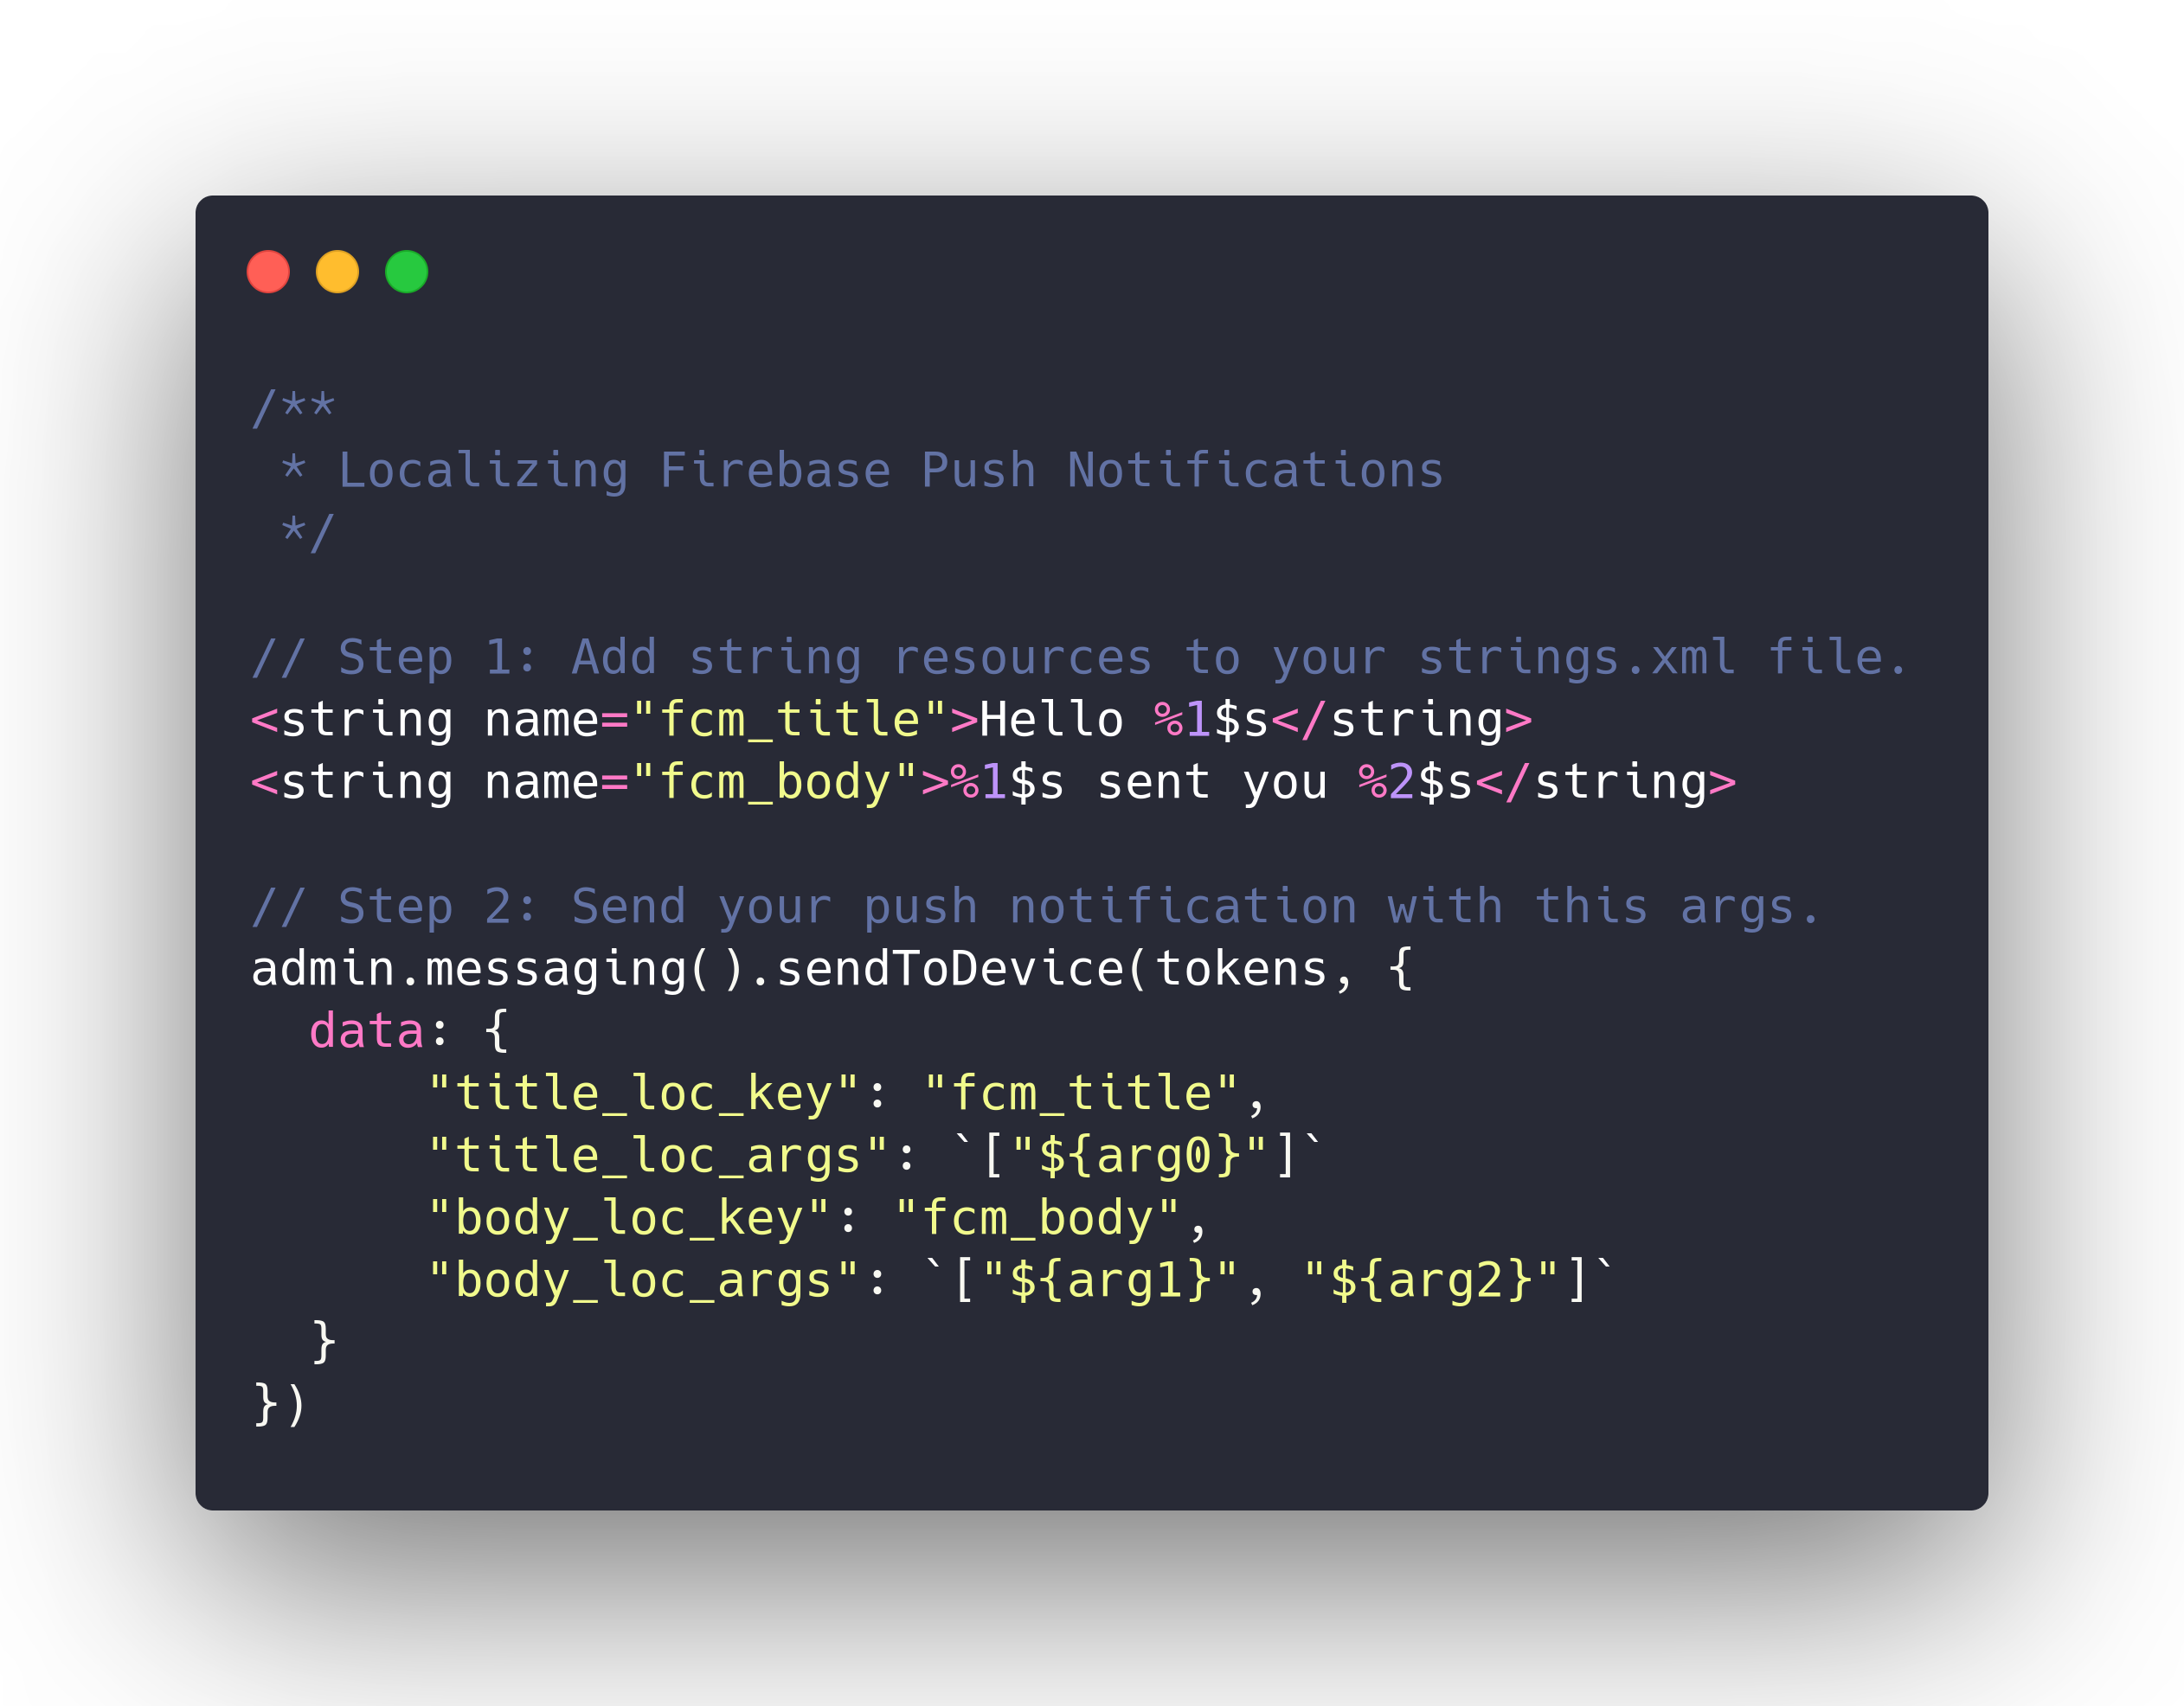 /**
 * Localizing Firebase Push Notifications
 */
// Step 1: Add string resources to your strings.xml file.
<string name="fcm_title">Hello %1$s</string>
<string name="fcm_body">%1$s sent you %2$s</string>
// Step 2: Send your push notification with this args.
admin.messaging().sendToDevice(tokens, {
  data: {
      "title_loc_key": "fcm_title",
      "title_loc_args": `["${arg0}"]`
      "body_loc_key": "fcm_body",
      "body_loc_args": `["${arg1}", "${arg2}"]`
  }
})